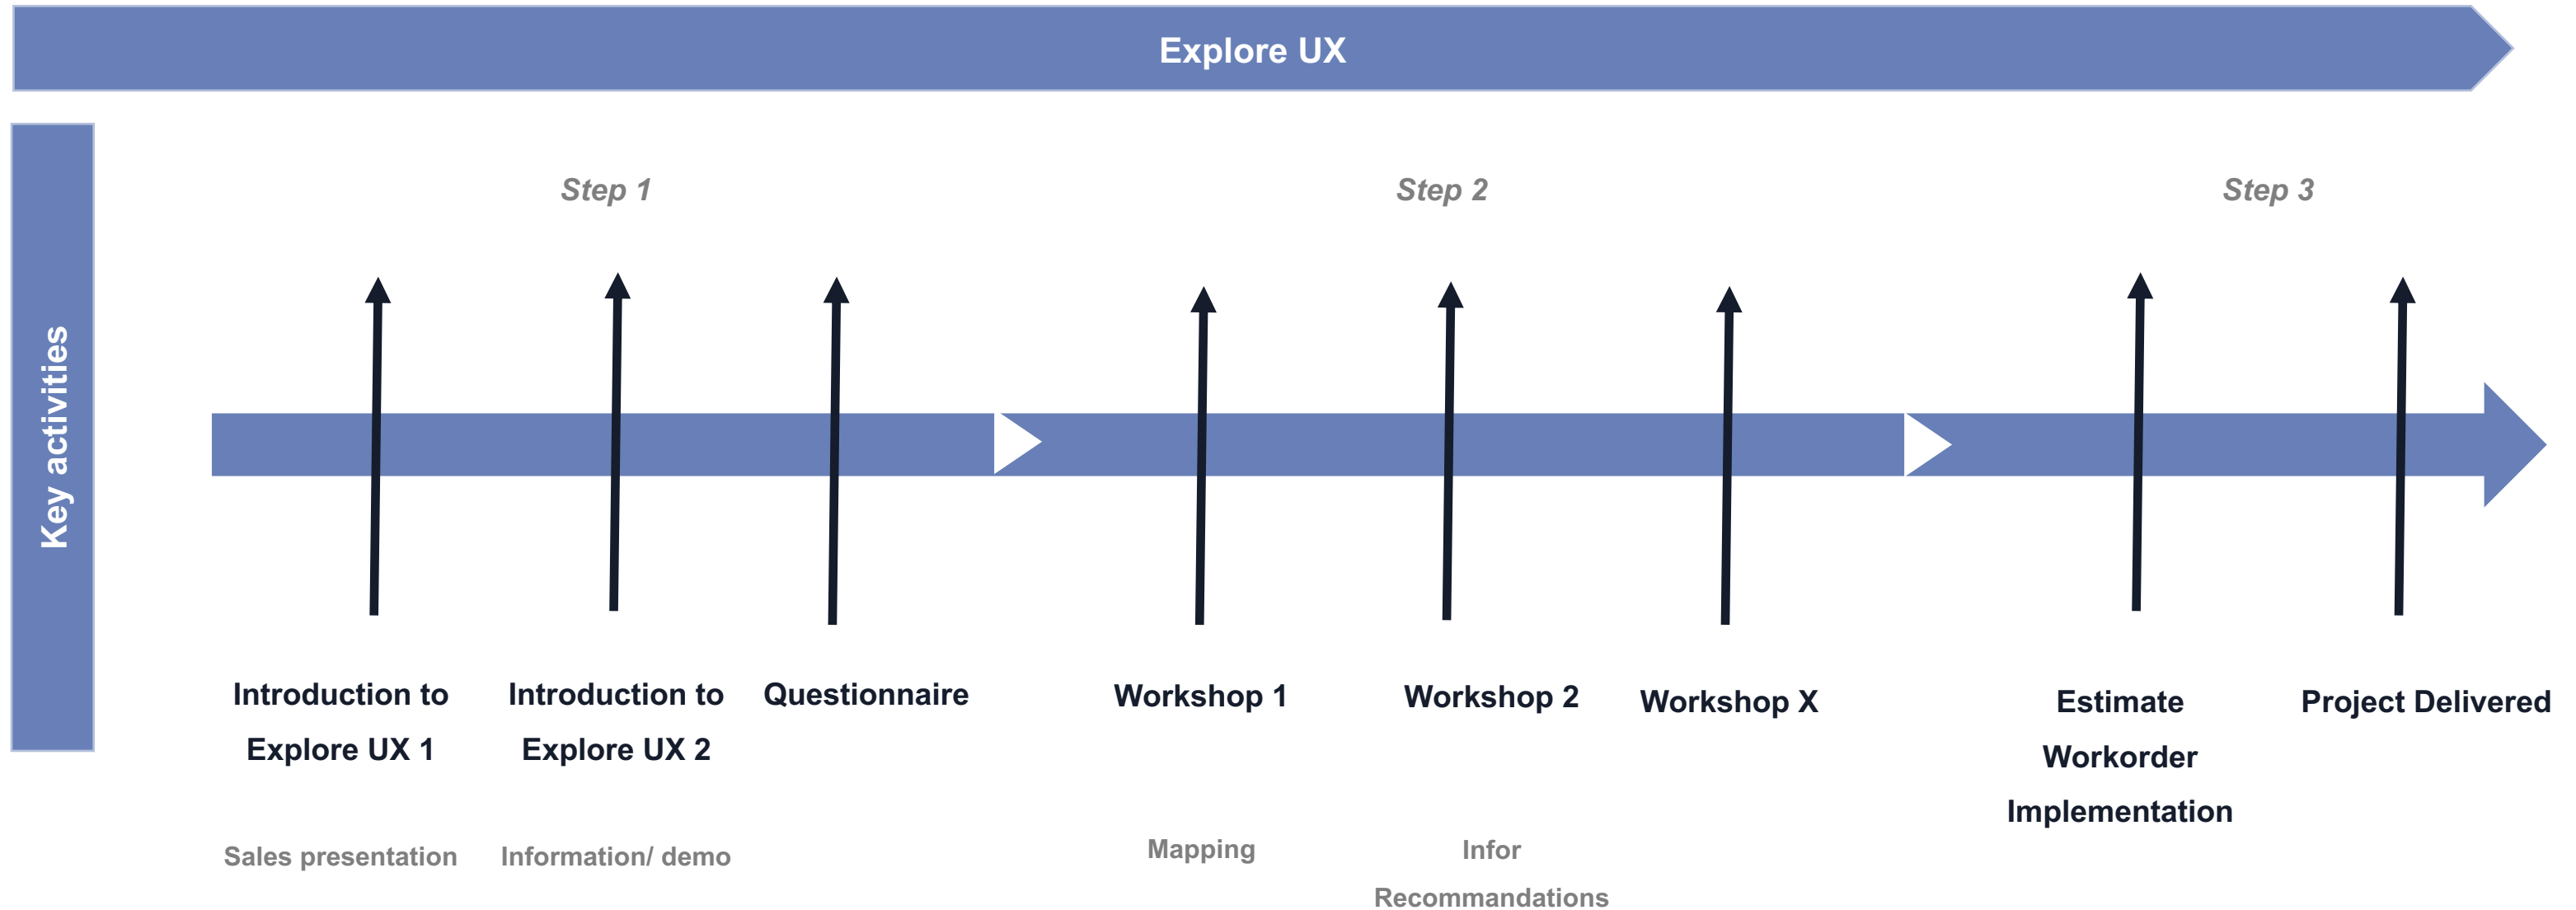 Explore UX
Key activities
Step 1
Step 2
Step 3
Introduction to
Explore UX 1
Introduction to
Explore UX 2
Questionnaire
Workshop 1
Workshop 2
Workshop X
Estimate
Workorder
Implementation
Project Delivered
Sales presentation
Information/ demo
Mapping
Infor
Recommandations